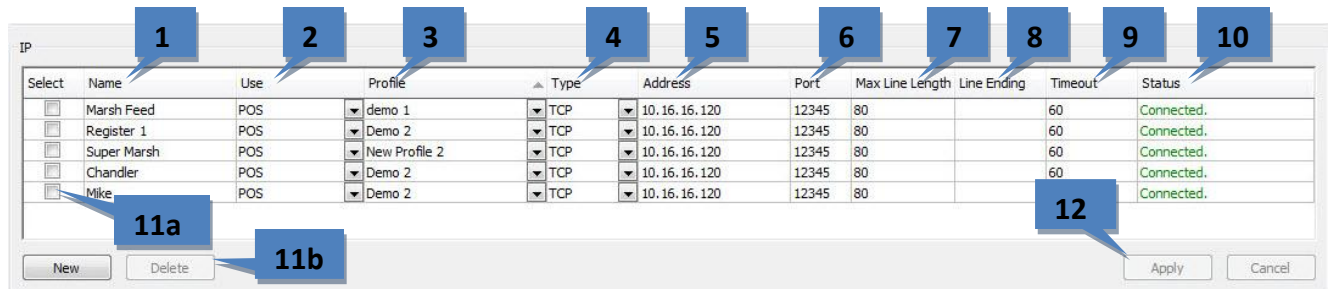 1 2 3 4 5 6 7 8 9 10
IP
Select Name Use Profile Type Address Port Max Line Length Line Ending Timeout Status
Marsh Feed POS demo 1 TCP 10.16.16.120 12345 80 60 Connected.
Register 1 POS Demo 2 TCP 10.16.16.120 12345 80 60 Connected.
Super Marsh POS New Profile 2 TCP 10.16.16.120 12345 80 60 Connected.
Chandler POS Demo 2 TCP 10.16.16.120 12345 80 60 Connected.
Mike POS Demo 2 TCP 10.16.16.120 12345 80 Connected.
11a 12
New Delete 11b Apply Cancel